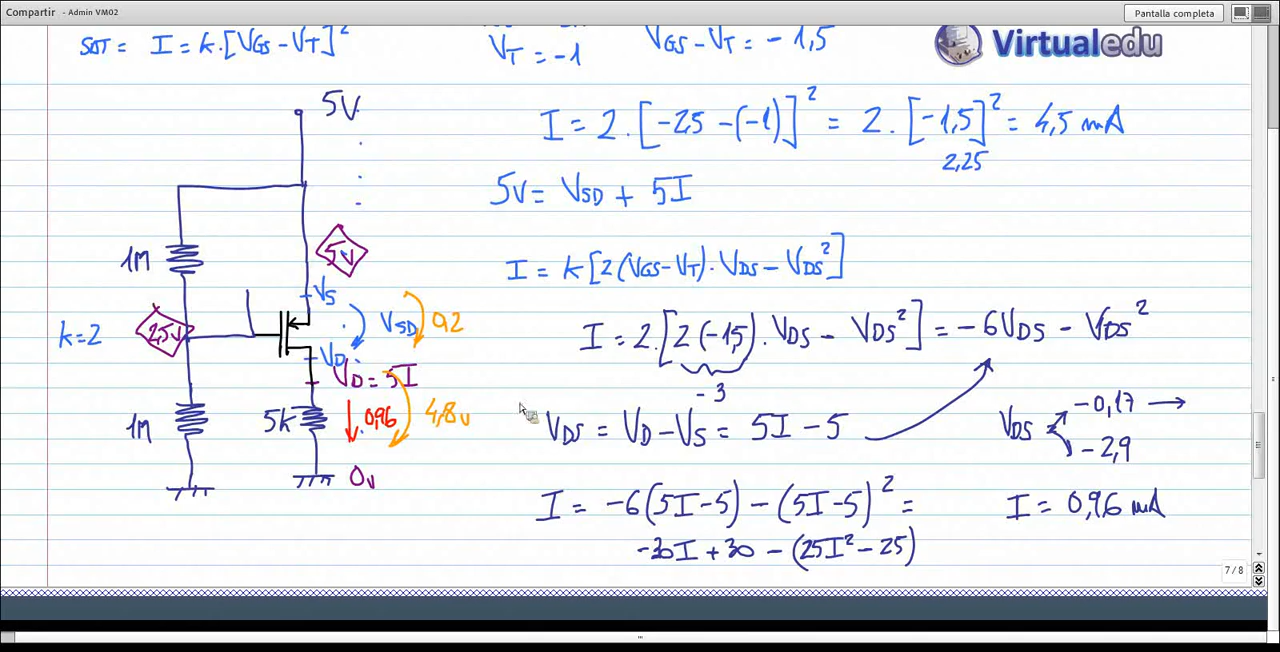 Compartir - Admin VM02
Pantalla completa
SAT = I = k.[VGS - VT]²
VT = -1
VGS - VT = -1,5
Virtualedu
5V
I = 2.[-2,5 - (-1)]² = 2.[-1,5]² = 4,5 mA
2,25
5V = VSD + 5I
1M
5V
I = k[2(VGS - VT).VDS - VDS²]
VS
VSD
0,2
k=2
2,5V
I = 2.[2(-1,5).VDS - VDS²] = -6VDS - VDS²
-3
VD
VD = 5I
1M
5k
0,96
4,8V
VDS = VD - VS = 5I - 5
VDS
-0,17 →
-2,9
0V
I = -6(5I-5) - (5I-5)² =
I = 0,96 mA
-30I + 30 - (25I² - 25)
7 / 8